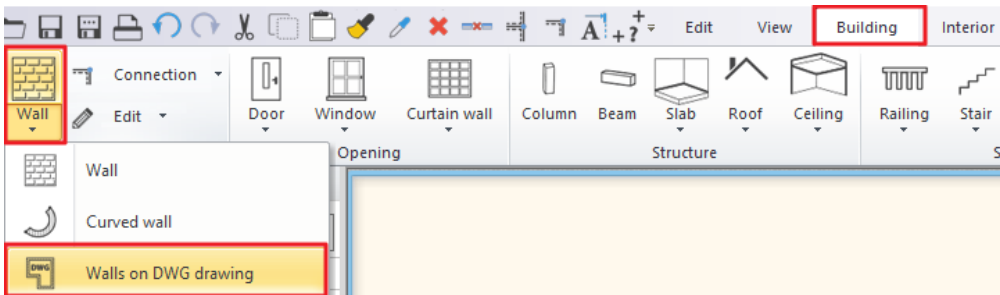 Edit View Building Interior
Wall Connection Edit Door Window Curtain wall Column Beam Slab Roof Ceiling Railing Stair
Opening Structure S
Wall
Curved wall
DWG Walls on DWG drawing